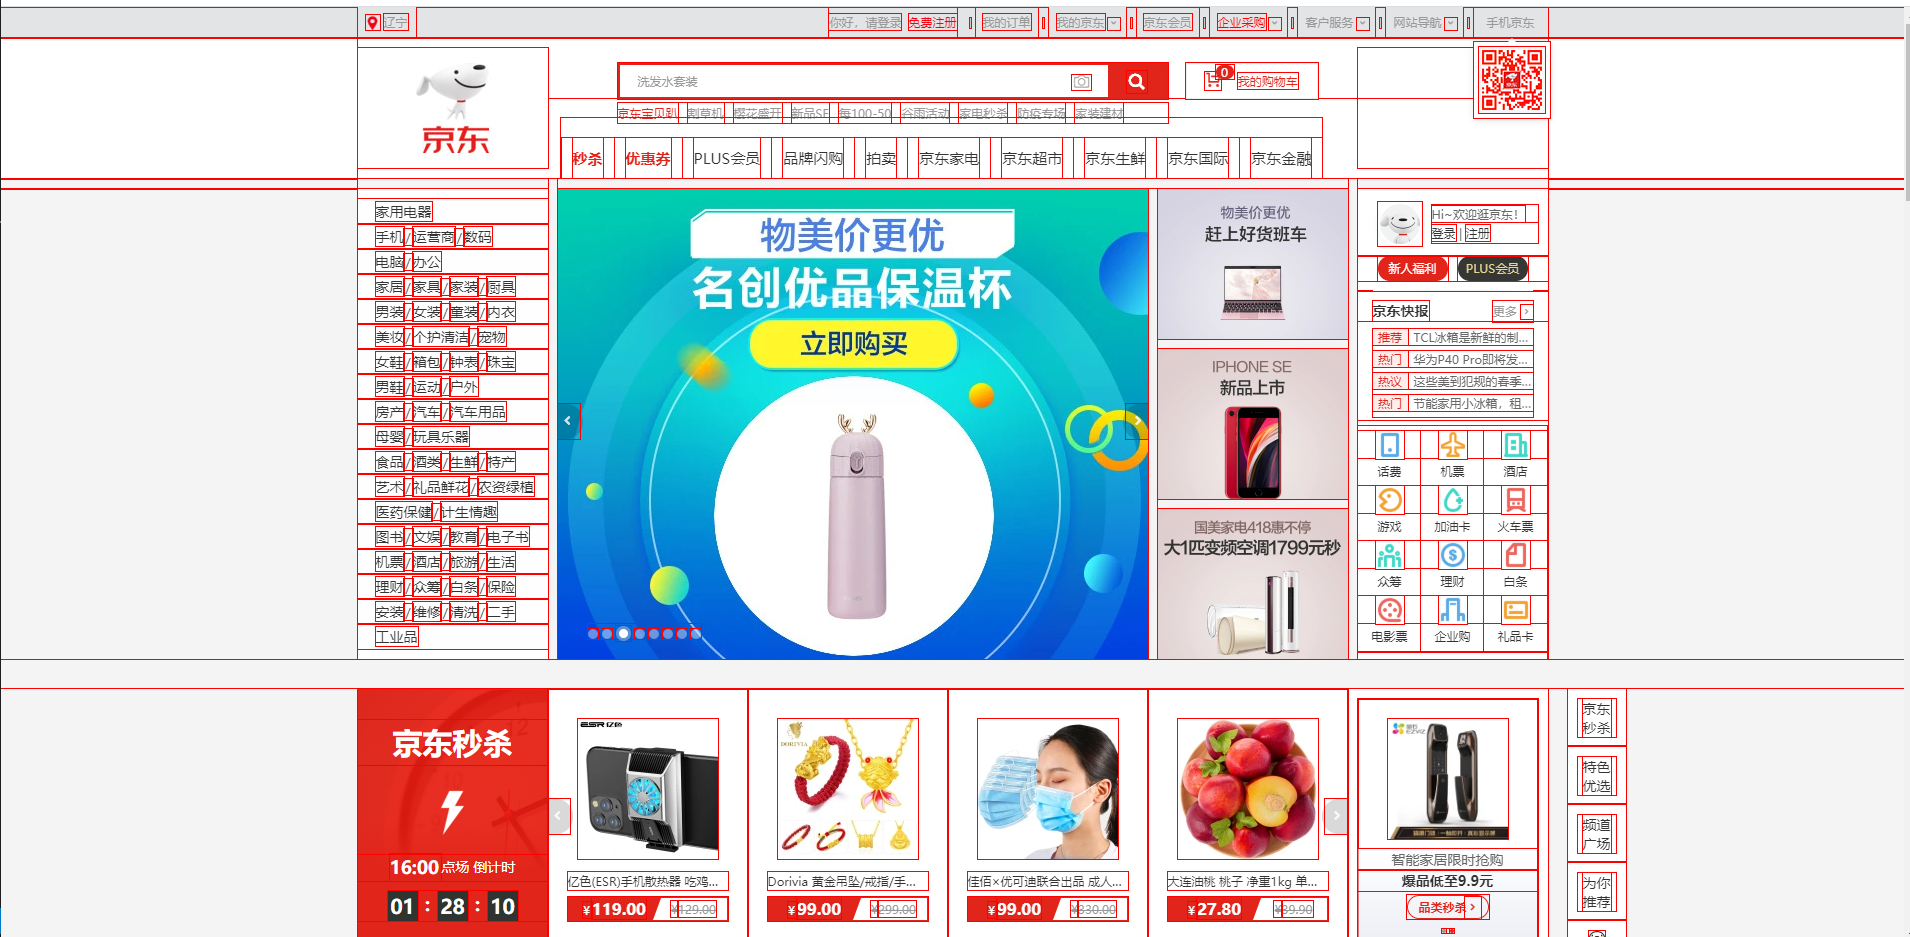 辽宁
你好，请登录 免费注册 我的订单 我的京东 京东会员 企业采购 客户服务 网站导航 手机京东
京东
洗发水套装
0 我的购物车
京东宝贝趴 割草机 樱花盛开 新品SE 每100-50 谷雨活动 家电秒杀 防疫专场 家装建材
秒杀 优惠券 PLUS会员 品牌闪购 拍卖 京东家电 京东超市 京东生鲜 京东国际 京东金融
家用电器
手机/运营商/数码
电脑/办公
家居/家具/家装/厨具
男装/女装/童装/内衣
美妆/个护清洁/宠物
女鞋/箱包/钟表/珠宝
男鞋/运动/户外
房产/汽车/汽车用品
母婴/玩具乐器
食品/酒类/生鲜/特产
艺术/礼品鲜花/农资绿植
医药保健/计生情趣
图书/文娱/教育/电子书
机票/酒店/旅游/生活
理财/众筹/白条/保险
安装/维修/清洗/二手
工业品
物美价更优
名创优品保温杯
立即购买
物美价更优
赶上好货班车
IPHONE SE
新品上市
国美家电418惠不停
大1匹变频空调1799元秒
Hi~欢迎逛京东！
登录 | 注册
新人福利 PLUS会员
京东快报 更多
推荐 TCL冰箱是新鲜的制...
热门 华为P40 Pro即将发...
热议 这些美到犯规的春季...
热门 节能家用小冰箱，租...
话费 机票 酒店
游戏 加油卡 火车票
众筹 理财 白条
电影票 企业购 礼品卡
京东秒杀
16:00 点场 倒计时
01 : 28 : 10
ESR 亿色
亿色(ESR)手机散热器 吃鸡...
¥119.00 ¥129.00
DORIVIA
Dorivia 黄金吊坠/戒指/手...
¥99.00 ¥299.00
佳佰×优可迪联合出品 成人...
¥99.00 ¥330.00
大连油桃 桃子 净重1kg 单...
¥27.80 ¥39.90
EZVIZ
智能家居限时抢购
爆品低至9.9元
品类秒杀
京东
秒杀
特色
优选
频道
广场
为你
推荐